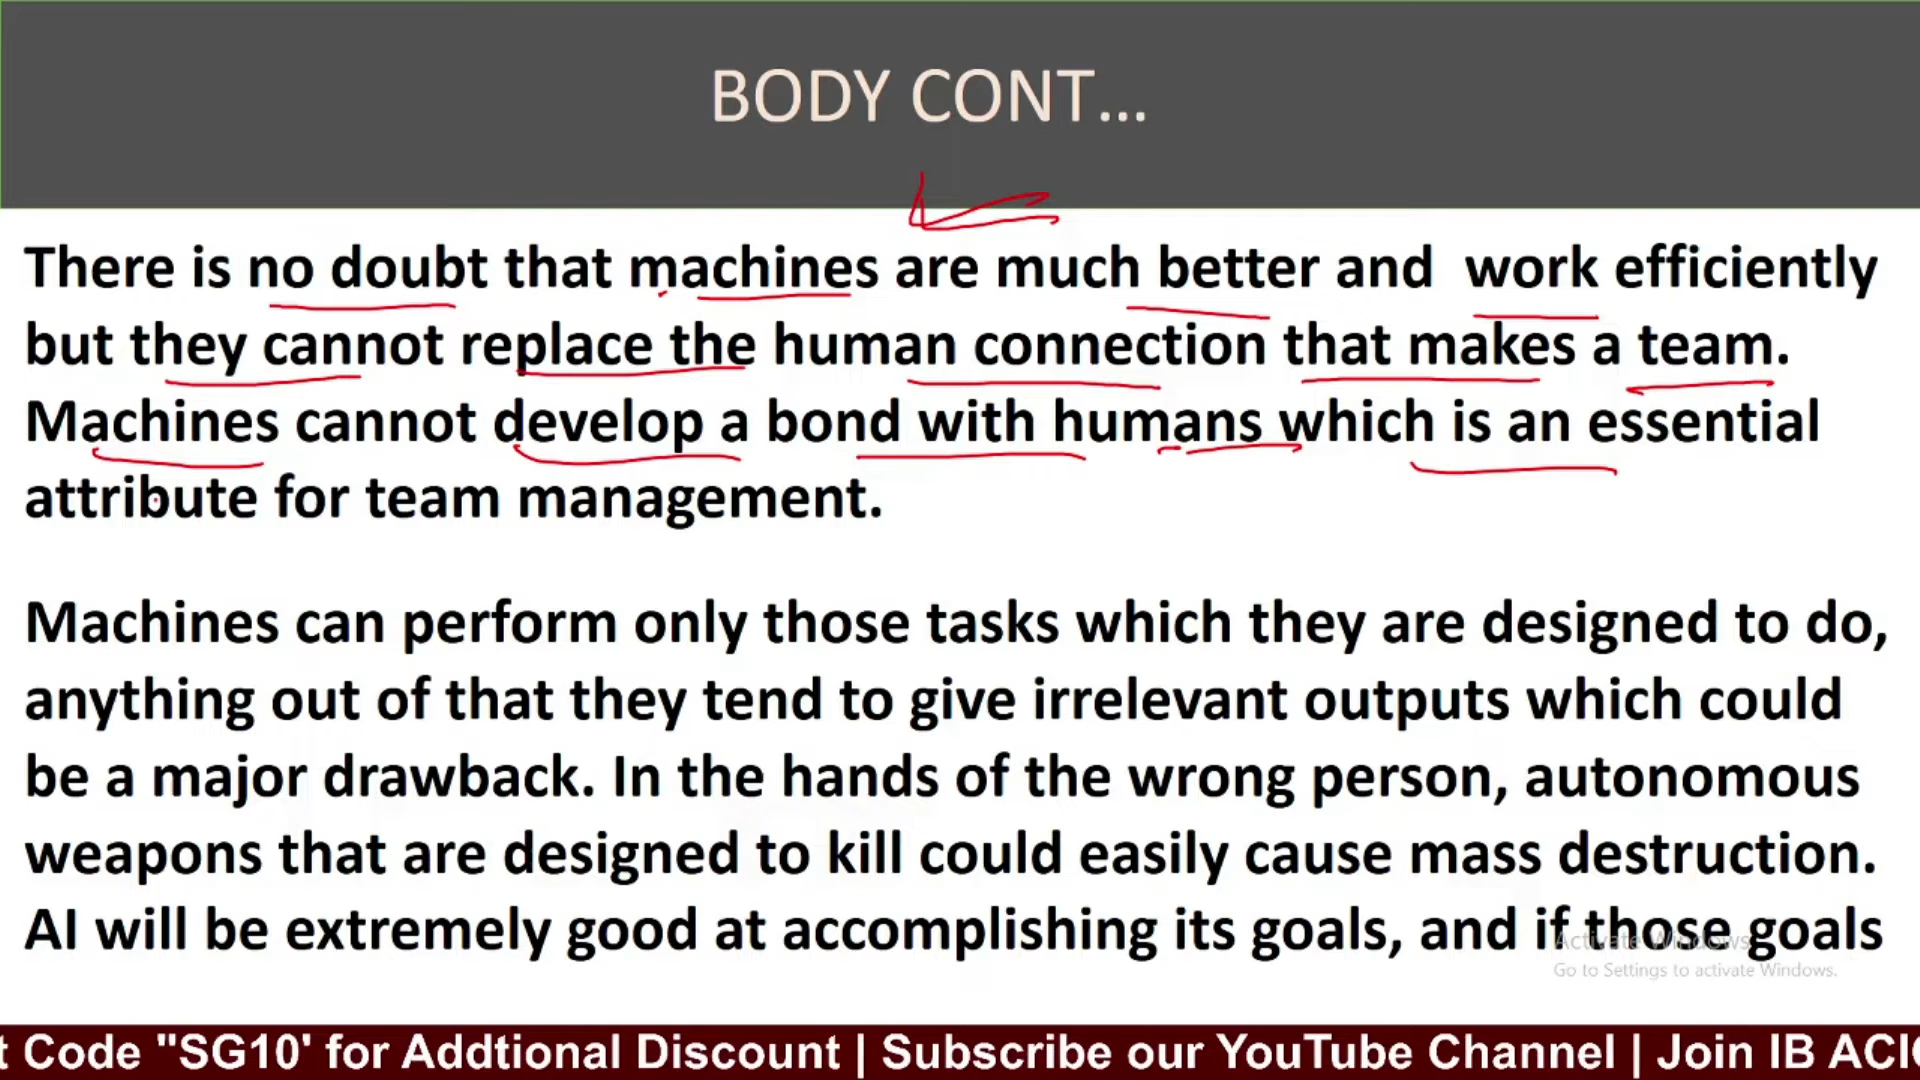 BODY CONT...
There is no doubt that machines are much better and work efficiently
but they cannot replace the human connection that makes a team.
Machines cannot develop a bond with humans which is an essential
attribute for team management.
Machines can perform only those tasks which they are designed to do,
anything out of that they tend to give irrelevant outputs which could
be a major drawback. In the hands of the wrong person, autonomous
weapons that are designed to kill could easily cause mass destruction.
AI will be extremely good at accomplishing its goals, and if those goals
Activate Windows
Go to Settings to activate Windows.
t Code "SG10' for Addtional Discount | Subscribe our YouTube Channel | Join IB ACI